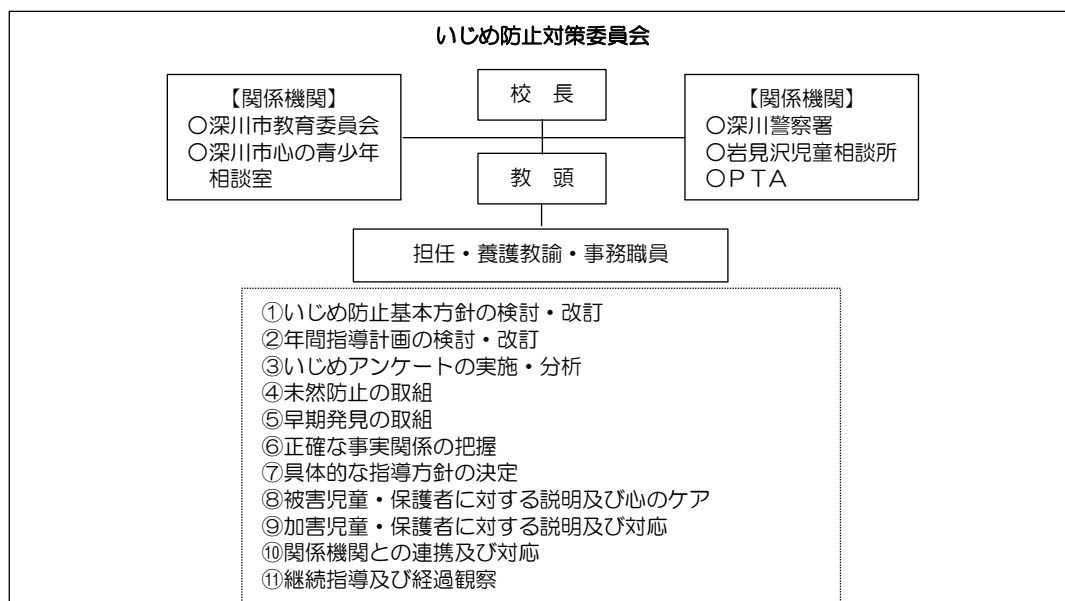 いじめ防止対策委員会
【関係機関】
○深川市教育委員会
○深川市心の青少年
相談室
校　長
教　頭
【関係機関】
○深川警察署
○岩見沢児童相談所
○ＰＴＡ
担任・養護教諭・事務職員
①いじめ防止基本方針の検討・改訂
②年間指導計画の検討・改訂
③いじめアンケートの実施・分析
④未然防止の取組
⑤早期発見の取組
⑥正確な事実関係の把握
⑦具体的な指導方針の決定
⑧被害児童・保護者に対する説明及び心のケア
⑨加害児童・保護者に対する説明及び対応
⑩関係機関との連携及び対応
⑪継続指導及び経過観察